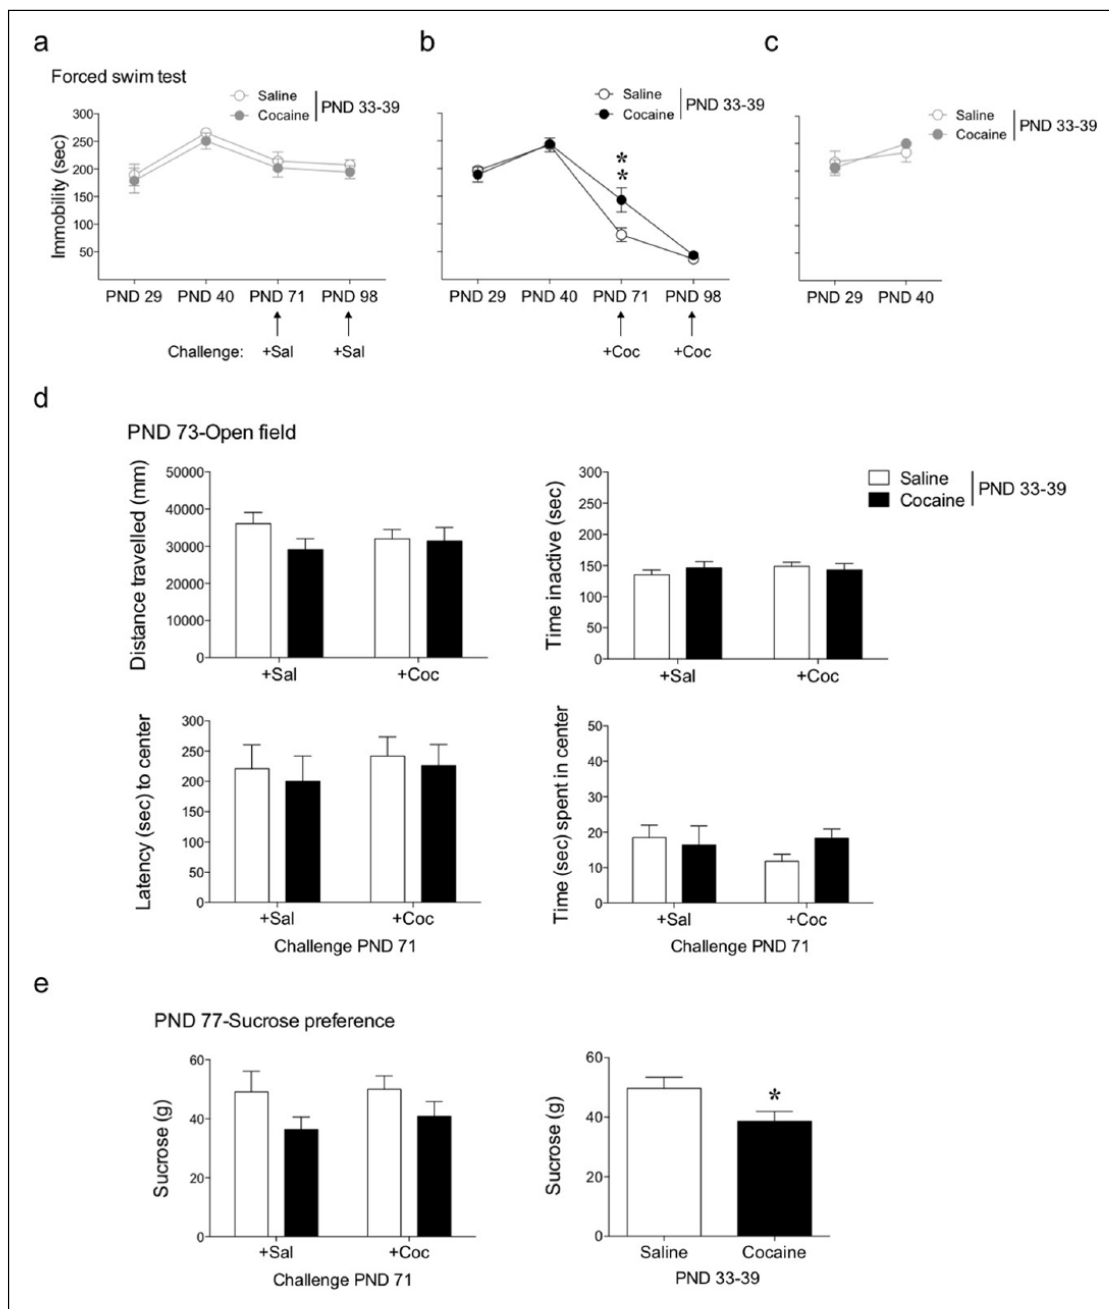 a
b
c
Forced swim test
Saline
Cocaine
PND 33-39
Saline
Cocaine
PND 33-39
Saline
Cocaine
PND 33-39
Immobility (sec)
300
250
200
150
100
50
PND 29 PND 40 PND 71 PND 98
PND 29 PND 40 PND 71 PND 98
PND 29 PND 40
Challenge: +Sal +Sal
+Coc +Coc
**
d
PND 73-Open field
Distance travelled (mm)
50000
40000
30000
20000
10000
0
+Sal +Coc
Time inactive (sec)
300
250
200
150
100
50
0
+Sal +Coc
Saline
Cocaine
PND 33-39
Latency (sec) to center
300
250
200
150
100
50
0
+Sal +Coc
Challenge PND 71
Time (sec) spent in center
50
40
30
20
10
0
+Sal +Coc
Challenge PND 71
e
PND 77-Sucrose preference
Sucrose (g)
60
40
20
0
+Sal +Coc
Challenge PND 71
Sucrose (g)
60
40
20
0
*
Saline Cocaine
PND 33-39